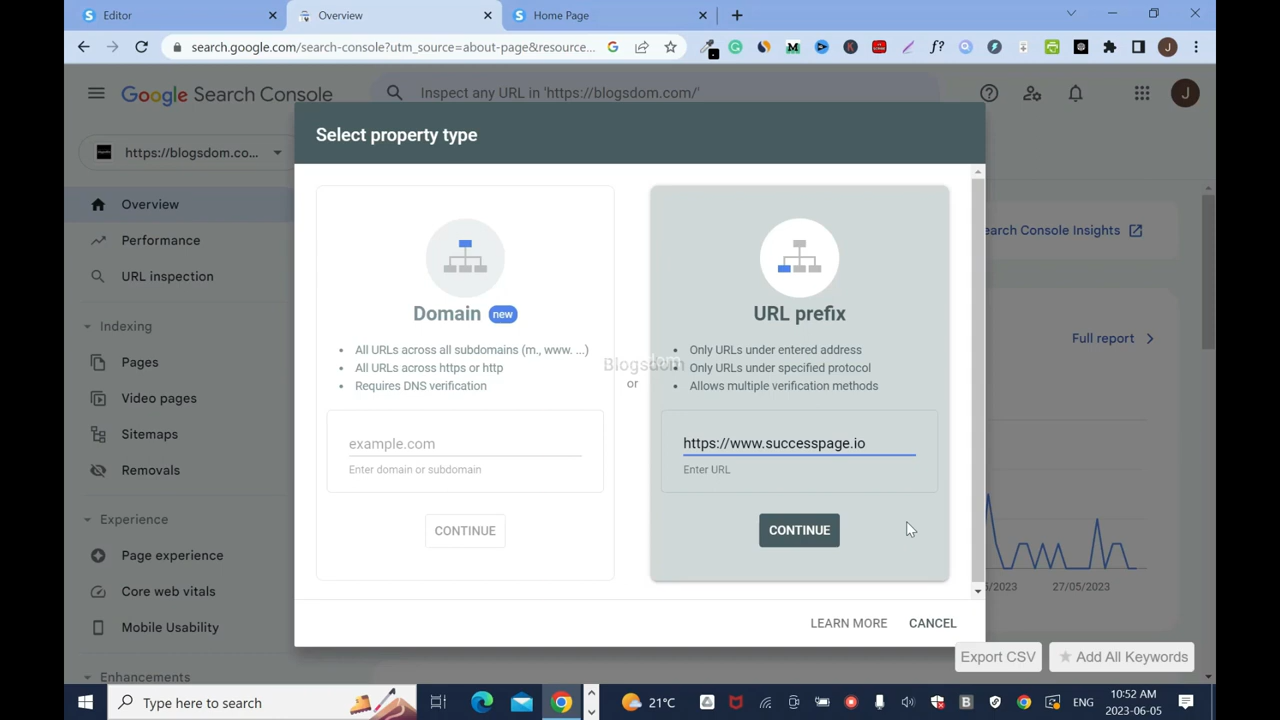 Editor
Overview
Home Page
search.google.com/search-console?utm_source=about-page&resource...
Google Search Console
Inspect any URL in 'https://blogsdom.com/'
J
https://blogsdom.co...
Overview
Performance
URL inspection
Indexing
Pages
Video pages
Sitemaps
Removals
Experience
Page experience
Core web vitals
Mobile Usability
Enhancements
Select property type
Domain new
• All URLs across all subdomains (m., www. ...)
• All URLs across https or http
• Requires DNS verification
example.com
Enter domain or subdomain
CONTINUE
Blogsdom
or
URL prefix
• Only URLs under entered address
• Only URLs under specified protocol
• Allows multiple verification methods
https://www.successpage.io
Enter URL
CONTINUE
LEARN MORE CANCEL
earch Console Insights
Full report
5/2023 27/05/2023
Export CSV ★ Add All Keywords
Type here to search
21°C
ENG
10:52 AM
2023-06-05